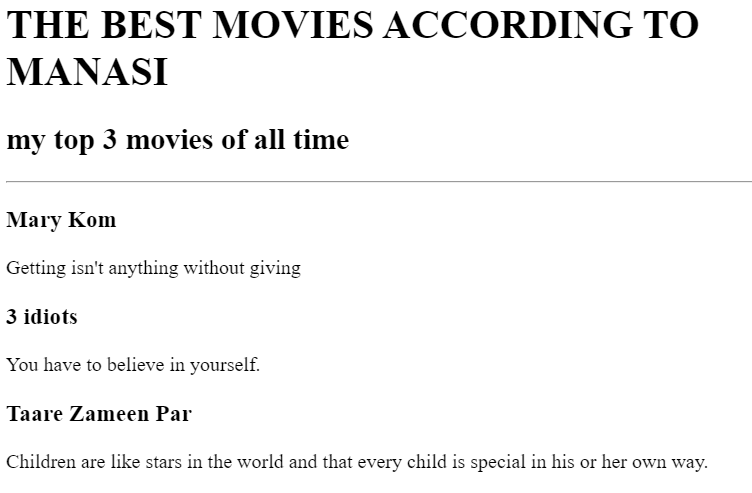 THE BEST MOVIES ACCORDING TO
MANASI
my top 3 movies of all time
Mary Kom
Getting isn't anything without giving
3 idiots
You have to believe in yourself.
Taare Zameen Par
Children are like stars in the world and that every child is special in his or her own way.